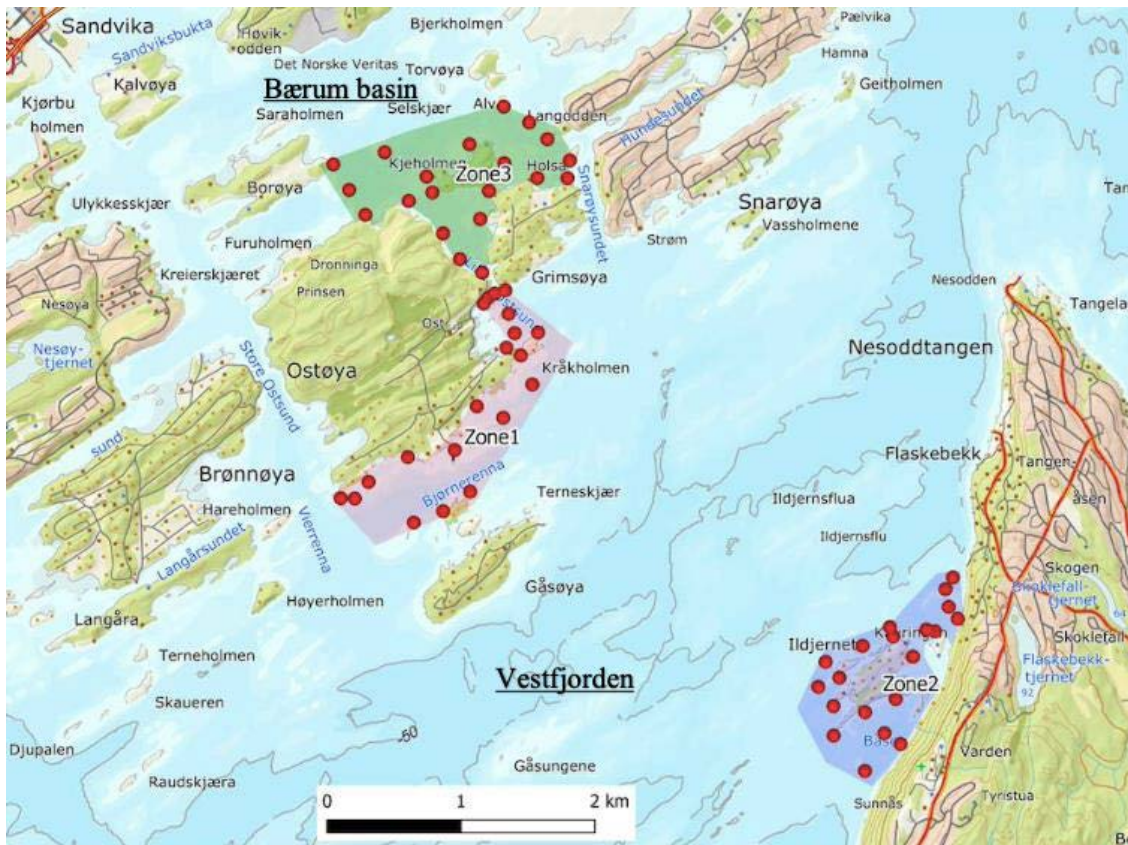 Sandvika
Sandviksbukta
Høvik-
odden
Bjerkholmen
Pælvika
Hamna
Det Norske Veritas
Torvøya
Kalvøya
Geitholmen
Bærum basin
Kjørbu
holmen
Saraholmen
Selskjær
Alv
Langodden
Hundesundet
Kjeholmen
Zone3
Holsa
Borøya
Snarøysundet
Snarøya
Ulykkesskjær
Vassholmene
Furuholmen
Strøm
Kreierskjæret
Dronninga
Grimsøya
Prinsen
Nesodden
Nesøya
Tangela
Ost
Nesøy-
tjernet
Store Ostsund
Ostøya
Kråkholmen
Nesoddtangen
Zone1
sund
Flaskebekk
Tangen
Brønnøya
Bjørnerenna
Terneskjær
Ildjernsflua
åsen
Hareholmen
Vierrenna
Langårsundet
Ildjernsflu
Skogen
Skoklefall-
tjernet
64
Gåsøya
Høyerholmen
Langåra
Ildjernet
Skoklefall
Terneholmen
Flaskebekk-
tjernet
92
Vestfjorden
Zone2
Skaueren
-50
Djupalen
Varden
Gåsungene
Raudskjæra
Tyristua
Sunnås
0
1
2 km